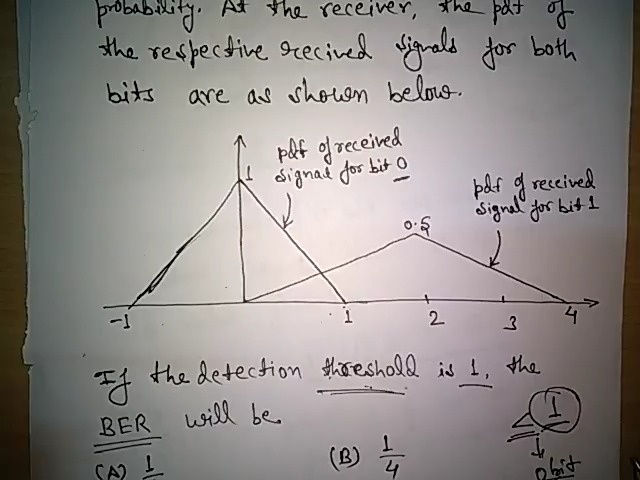 probability. At the receiver, the pdf of
the respective recived signals for both
bits are as shown below.
pdf of received
signal for bit 0
1
pdf of received
signal for bit 1
0.5
-1
1
2
3
4
If the detection threshold is 1, the
BER will be
1
0 bit
(A) 1
(B) 1/4